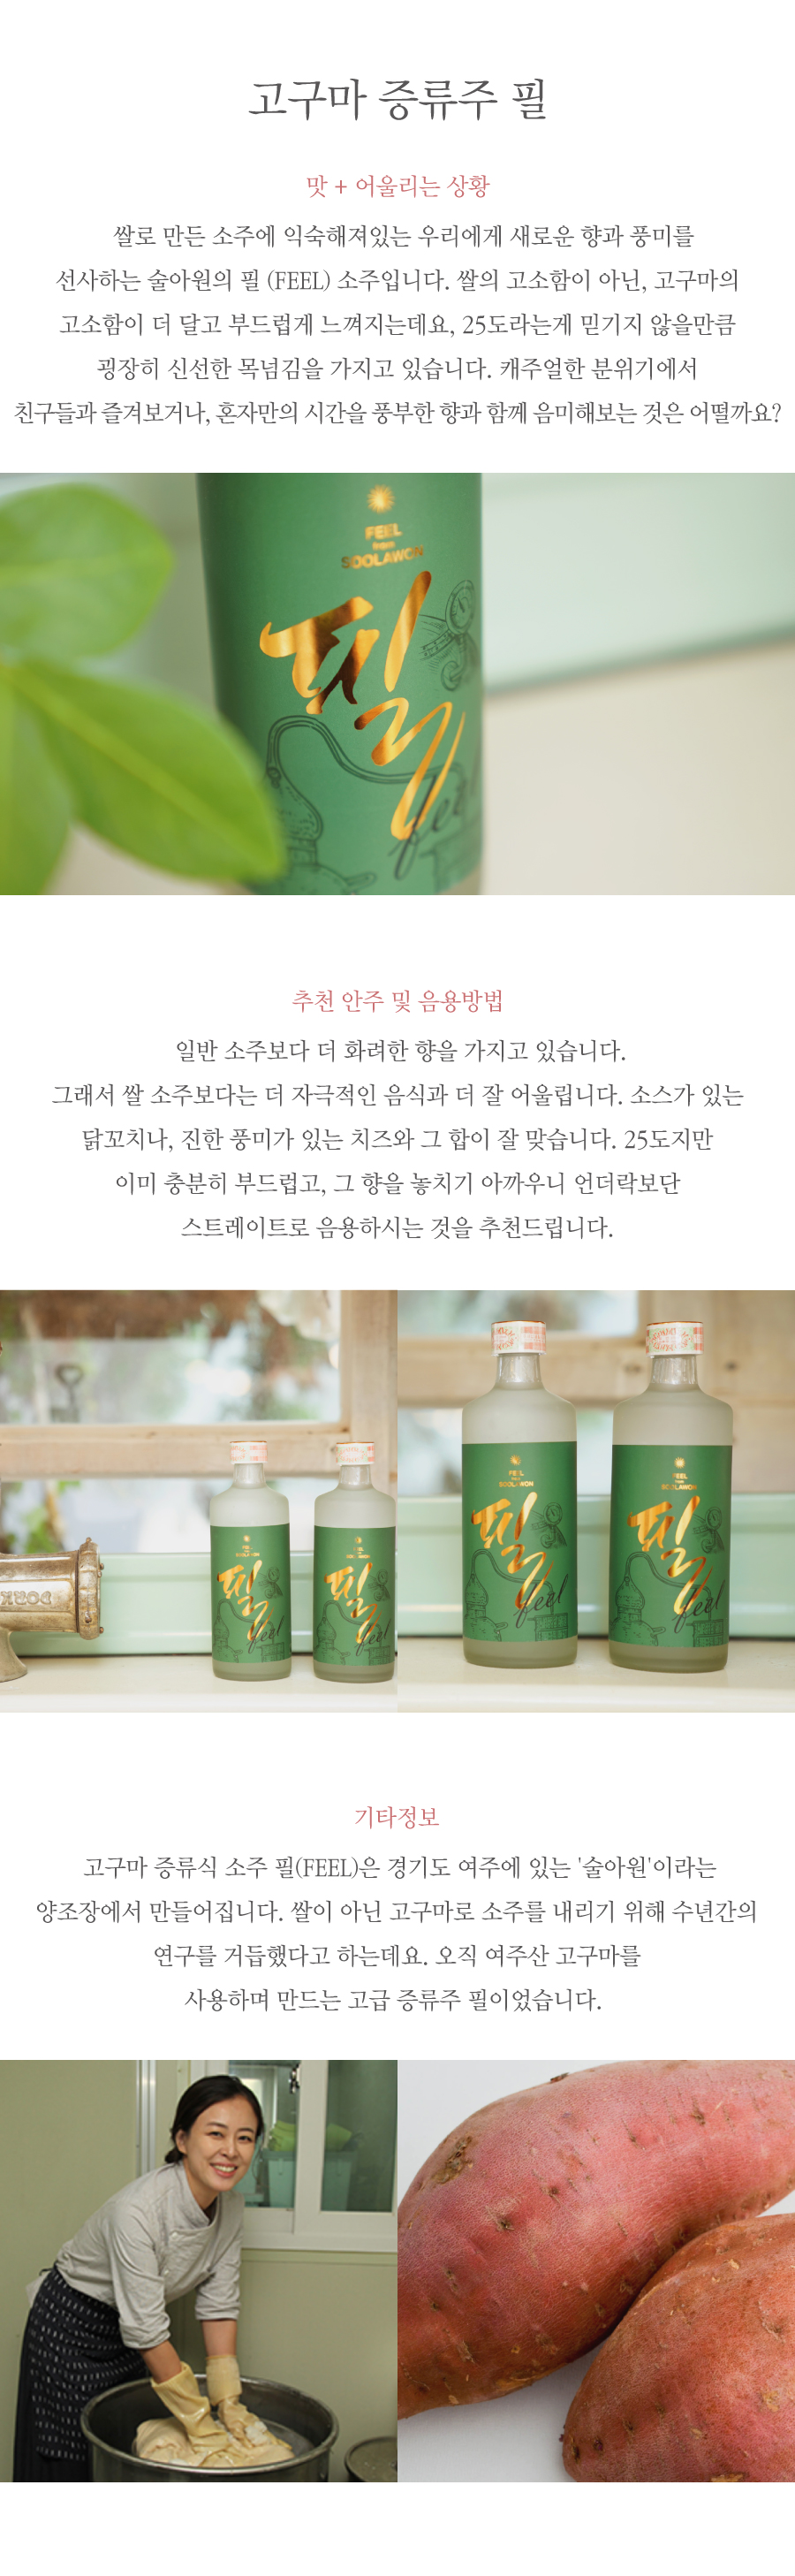 고구마 증류주 필
맛 + 어울리는 상황
쌀로 만든 소주에 익숙해져있는 우리에게 새로운 향과 풍미를
선사하는 술아원의 필 (FEEL) 소주입니다. 쌀의 고소함이 아닌, 고구마의
고소함이 더 달고 부드럽게 느껴지는데요, 25도라는게 믿기지 않을만큼
굉장히 신선한 목넘김을 가지고 있습니다. 캐주얼한 분위기에서
친구들과 즐겨보거나, 혼자만의 시간을 풍부한 향과 함께 음미해보는 것은 어떨까요?
FEEL
from
SOOLAWON
필
feel
추천 안주 및 음용방법
일반 소주보다 더 화려한 향을 가지고 있습니다.
그래서 쌀 소주보다는 더 자극적인 음식과 더 잘 어울립니다. 소스가 있는
닭꼬치나, 진한 풍미가 있는 치즈와 그 합이 잘 맞습니다. 25도지만
이미 충분히 부드럽고, 그 향을 놓치기 아까우니 언더락보단
스트레이트로 음용하시는 것을 추천드립니다.
필
feel
필
feel
FEEL
from
SOOLAWON
필
feel
FEEL
from
SOOLAWON
필
feel
기타정보
고구마 증류식 소주 필(FEEL)은 경기도 여주에 있는 '술아원'이라는
양조장에서 만들어집니다. 쌀이 아닌 고구마로 소주를 내리기 위해 수년간의
연구를 거듭했다고 하는데요. 오직 여주산 고구마를
사용하며 만드는 고급 증류주 필이었습니다.